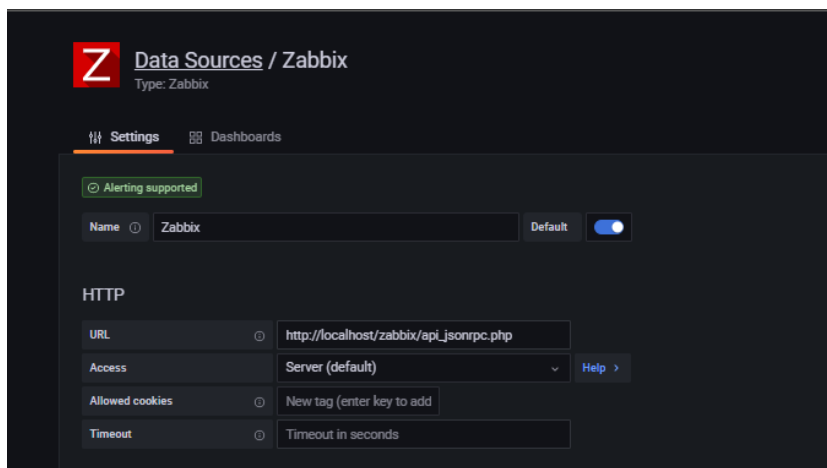 Z
Data Sources / Zabbix
Type: Zabbix
Settings
Dashboards
Alerting supported
Name
Zabbix
Default
HTTP
URL
http://localhost/zabbix/api_jsonrpc.php
Access
Server (default)
Help >
Allowed cookies
New tag (enter key to add
Timeout
Timeout in seconds